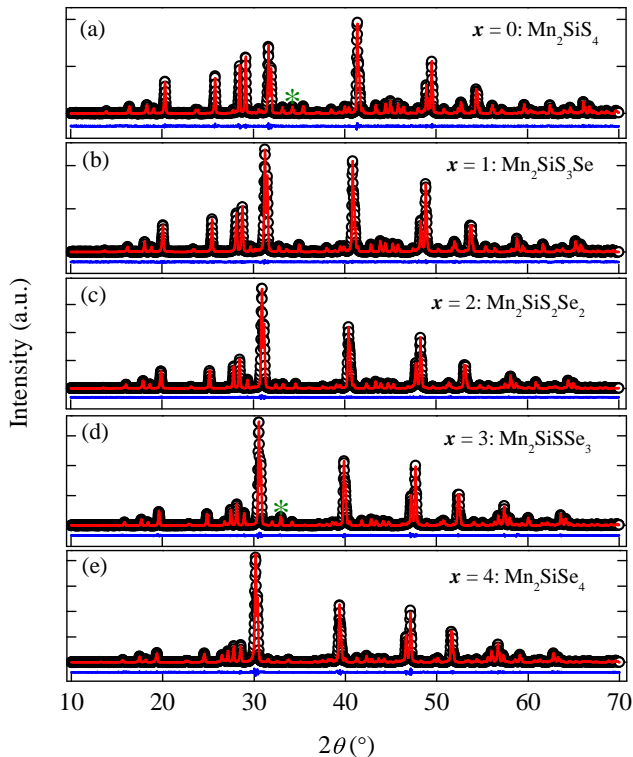 (a)
x = 0: Mn₂SiS₄
*
(b)
x = 1: Mn₂SiS₃Se
(c)
x = 2: Mn₂SiS₂Se₂
(d)
x = 3: Mn₂SiSSe₃
*
(e)
x = 4: Mn₂SiSe₄
Intensity (a.u.)
10 20 30 40 50 60 70
2θ (°)